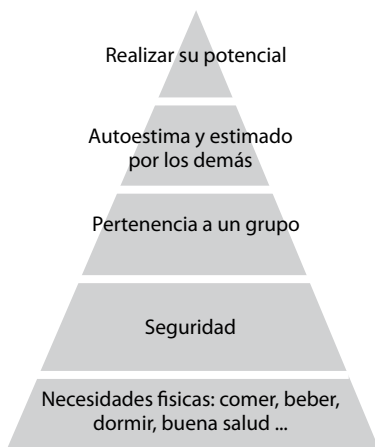 Realizar su potencial
Autoestima y estimado
por los demás
Pertenencia a un grupo
Seguridad
Necesidades fisicas: comer, beber,
dormir, buena salud ...